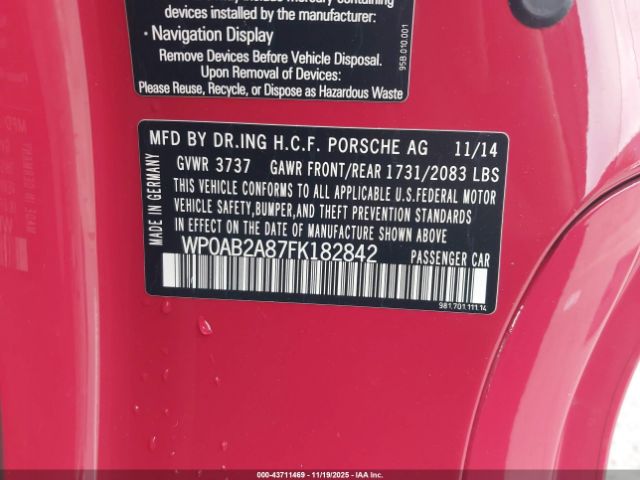 devices installed by the manufacturer:
• Navigation Display
Remove Devices Before Vehicle Disposal.
Upon Removal of Devices:
Please Reuse, Recycle, or Dispose as Hazardous Waste
95B.010.001
MFD BY DR.ING H.C.F. PORSCHE AG 11/14
GVWR 3737 GAWR FRONT/REAR 1731/2083 LBS
THIS VEHICLE CONFORMS TO ALL APPLICABLE U.S.FEDERAL MOTOR
VEHICLE SAFETY,BUMPER,AND THEFT PREVENTION STANDARDS
IN EFFECT ON THE DATE OF MANUFACTURE SHOWN ABOVE.
WP0AB2A87FK182842 PASSENGER CAR
MADE IN GERMANY
981.701.111.14
00-43711469 - 11/19/2025 - IAA, Inc.